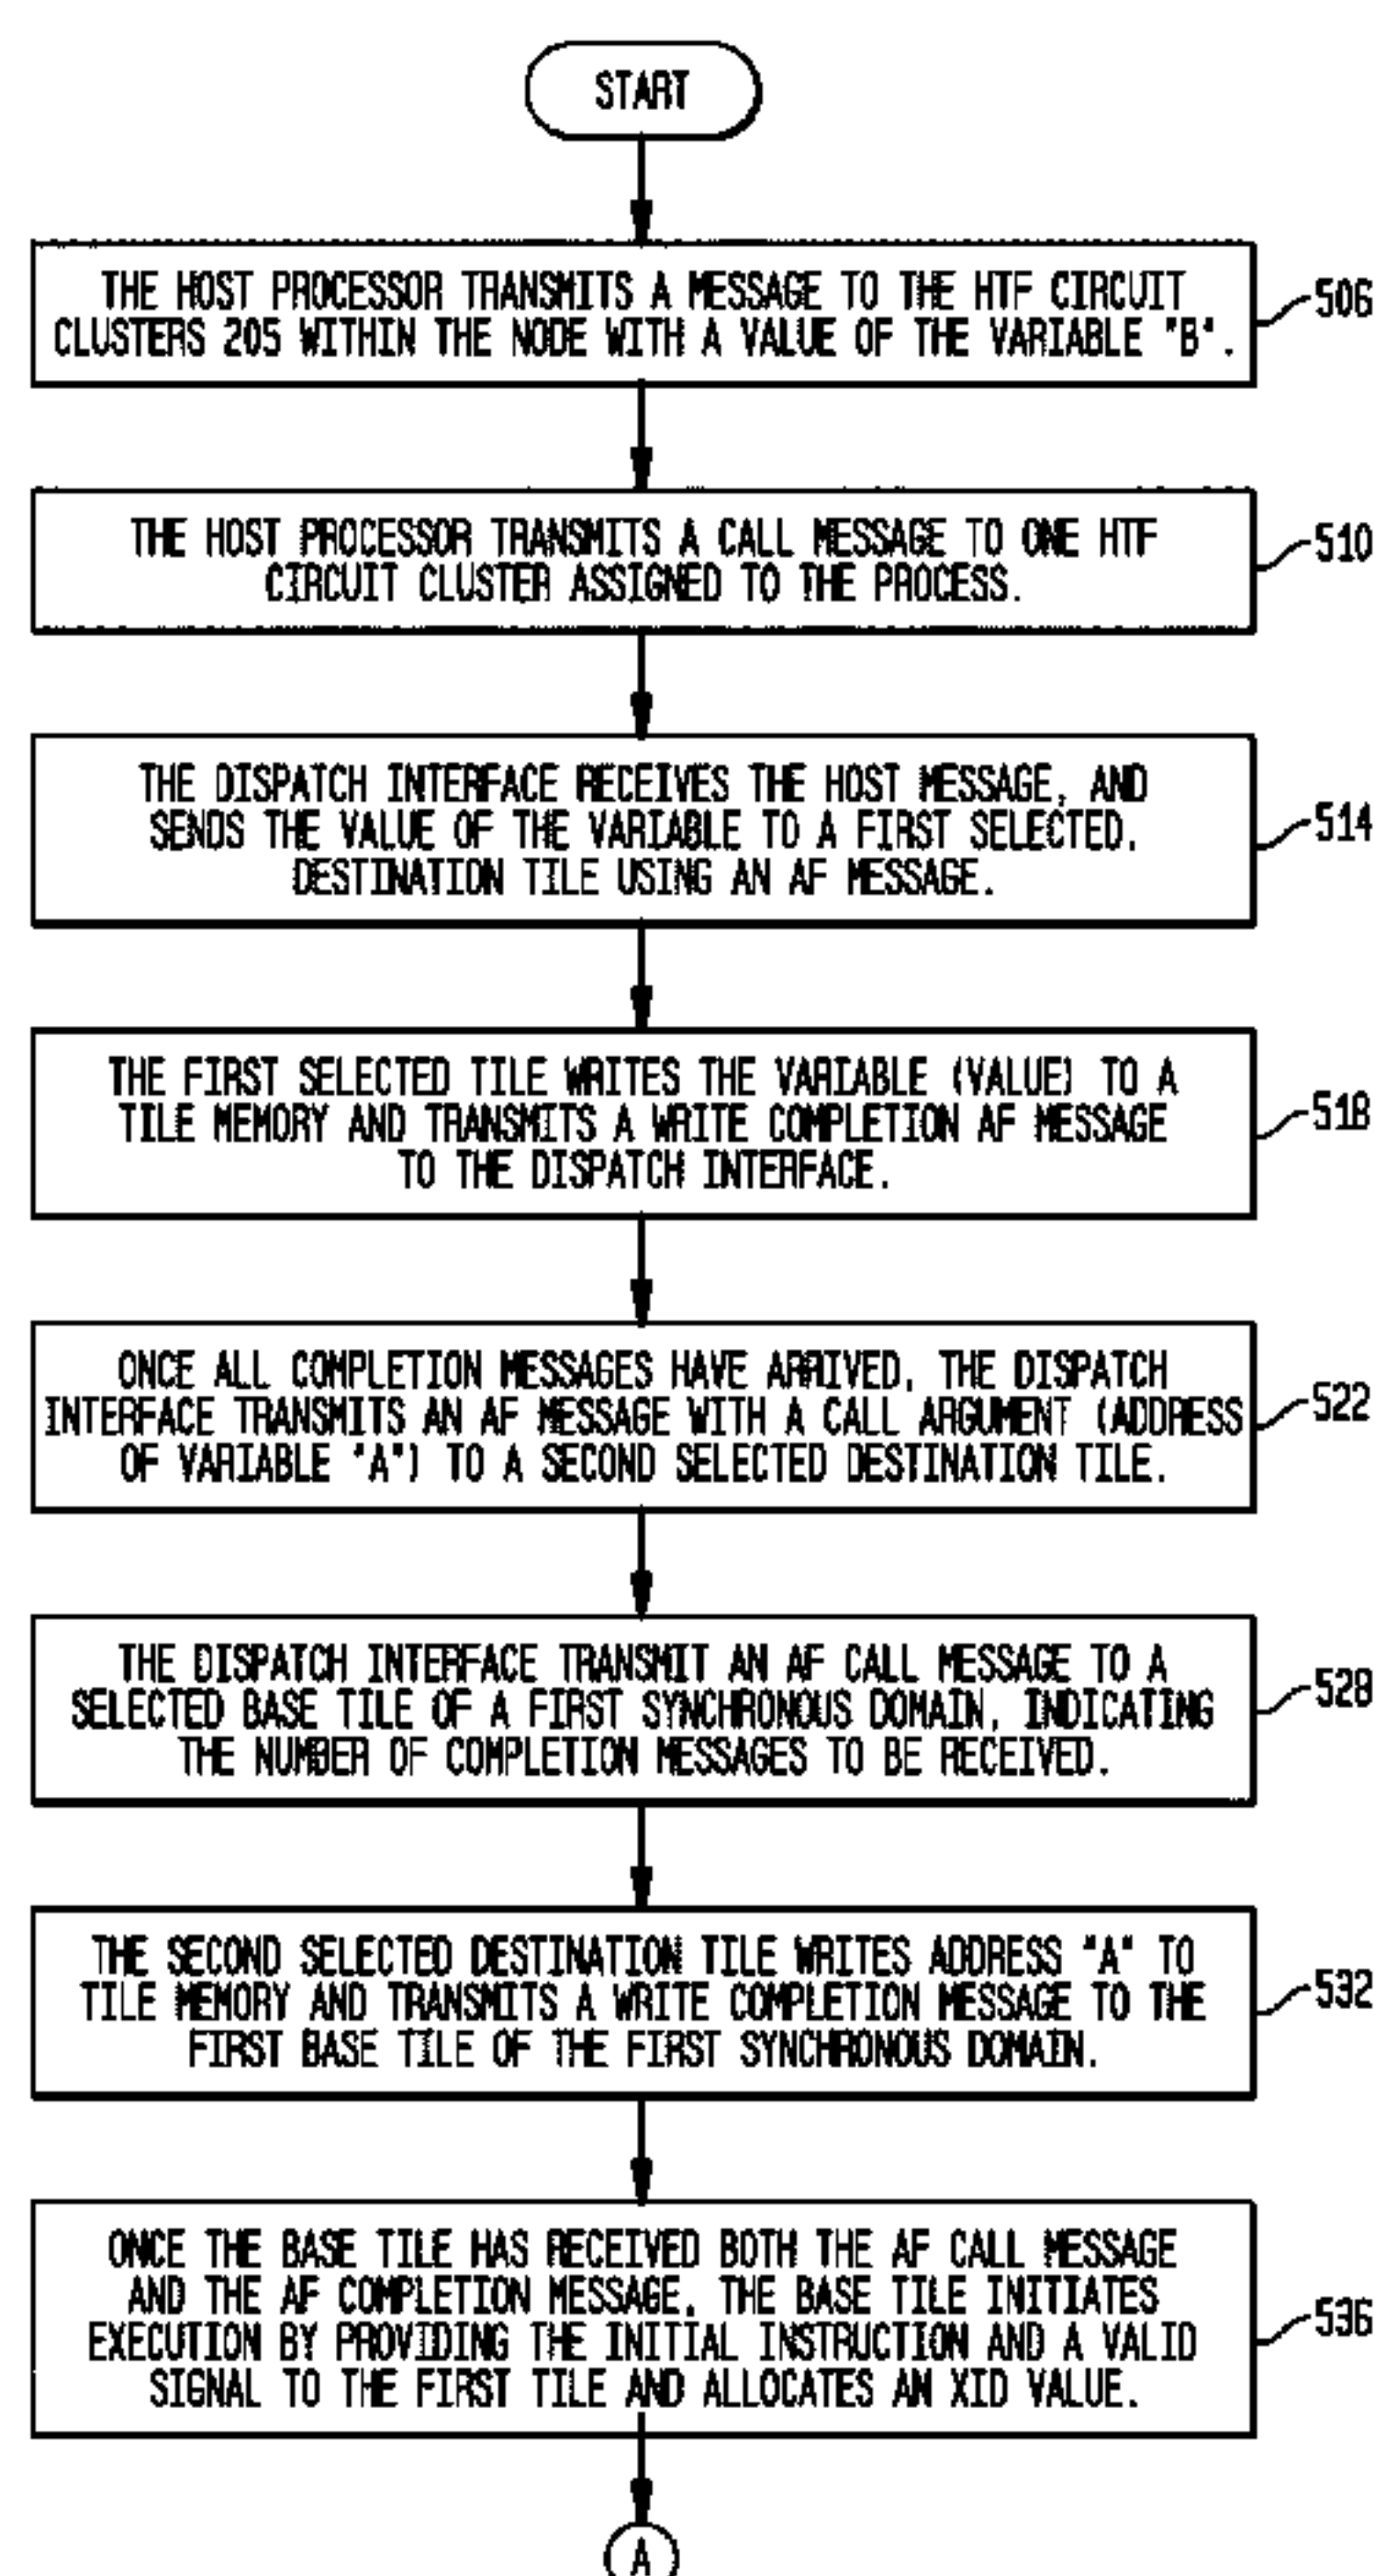 START
THE HOST PROCESSOR TRANSMITS A MESSAGE TO THE HTF CIRCUIT
CLUSTERS 205 WITHIN THE NODE WITH A VALUE OF THE VARIABLE "B".
506
THE HOST PROCESSOR TRANSMITS A CALL MESSAGE TO ONE HTF
CIRCUIT CLUSTER ASSIGNED TO THE PROCESS.
510
THE DISPATCH INTERFACE RECEIVES THE HOST MESSAGE, AND
SENDS THE VALUE OF THE VARIABLE TO A FIRST SELECTED,
DESTINATION TILE USING AN AF MESSAGE.
514
THE FIRST SELECTED TILE WRITES THE VARIABLE (VALUE) TO A
TILE MEMORY AND TRANSMITS A WRITE COMPLETION AF MESSAGE
TO THE DISPATCH INTERFACE.
518
ONCE ALL COMPLETION MESSAGES HAVE ARRIVED, THE DISPATCH
INTERFACE TRANSMITS AN AF MESSAGE WITH A CALL ARGUMENT (ADDRESS
OF VARIABLE "A") TO A SECOND SELECTED DESTINATION TILE.
522
THE DISPATCH INTERFACE TRANSMIT AN AF CALL MESSAGE TO A
SELECTED BASE TILE OF A FIRST SYNCHRONOUS DOMAIN, INDICATING
THE NUMBER OF COMPLETION MESSAGES TO BE RECEIVED.
528
THE SECOND SELECTED DESTINATION TILE WRITES ADDRESS "A" TO
TILE MEMORY AND TRANSMITS A WRITE COMPLETION MESSAGE TO THE
FIRST BASE TILE OF THE FIRST SYNCHRONOUS DOMAIN.
532
ONCE THE BASE TILE HAS RECEIVED BOTH THE AF CALL MESSAGE
AND THE AF COMPLETION MESSAGE, THE BASE TILE INITIATES
EXECUTION BY PROVIDING THE INITIAL INSTRUCTION AND A VALID
SIGNAL TO THE FIRST TILE AND ALLOCATES AN XID VALUE.
536
A